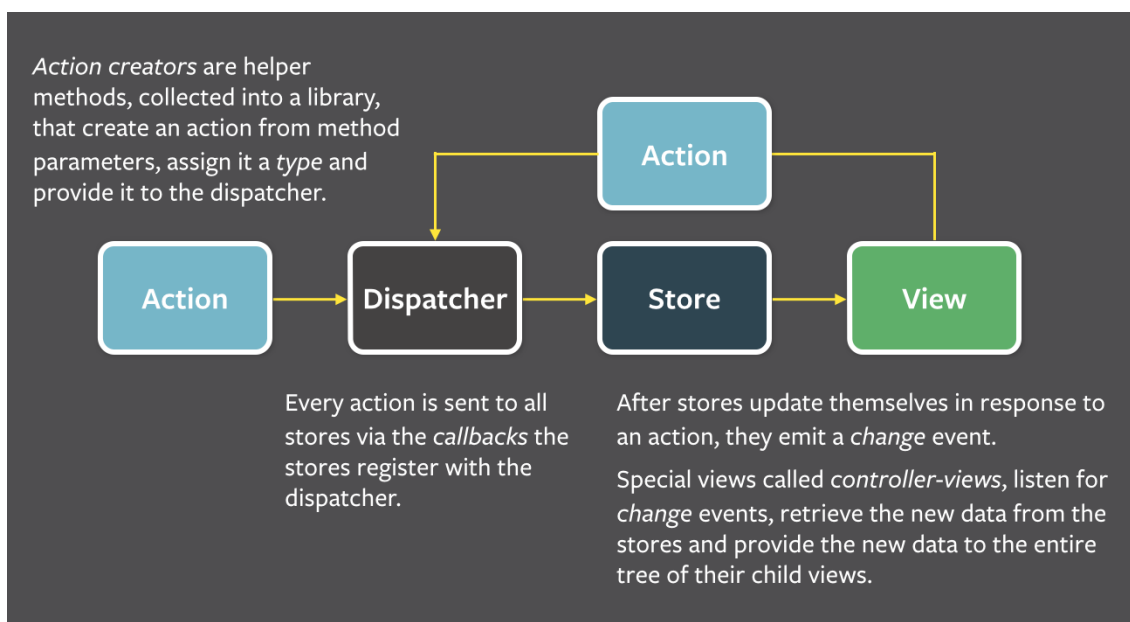 Action creators are helper
methods, collected into a library,
that create an action from method
parameters, assign it a type and
provide it to the dispatcher.
Action
Action
Dispatcher
Store
View
Every action is sent to all
stores via the callbacks the
stores register with the
dispatcher.
After stores update themselves in response to
an action, they emit a change event.
Special views called controller-views, listen for
change events, retrieve the new data from the
stores and provide the new data to the entire
tree of their child views.